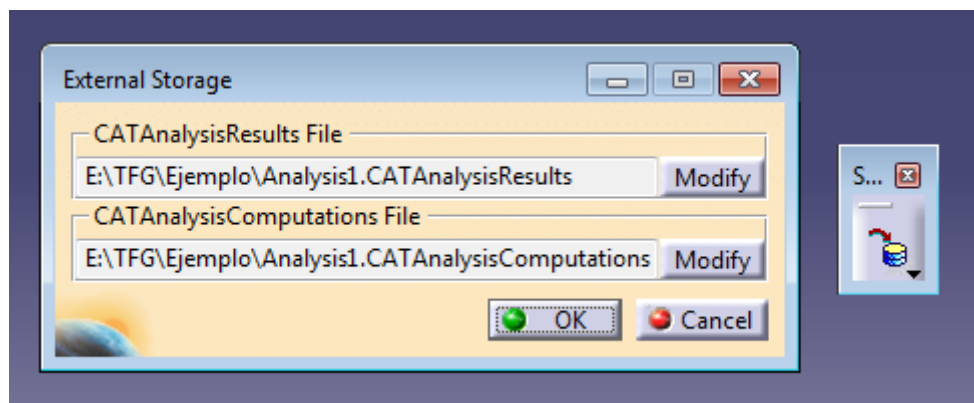 External Storage
CATAnalysisResults File
E:\TFG\Ejemplo\Analysis1.CATAnalysisResults Modify
S...
CATAnalysisComputations File
E:\TFG\Ejemplo\Analysis1.CATAnalysisComputations Modify
OK Cancel